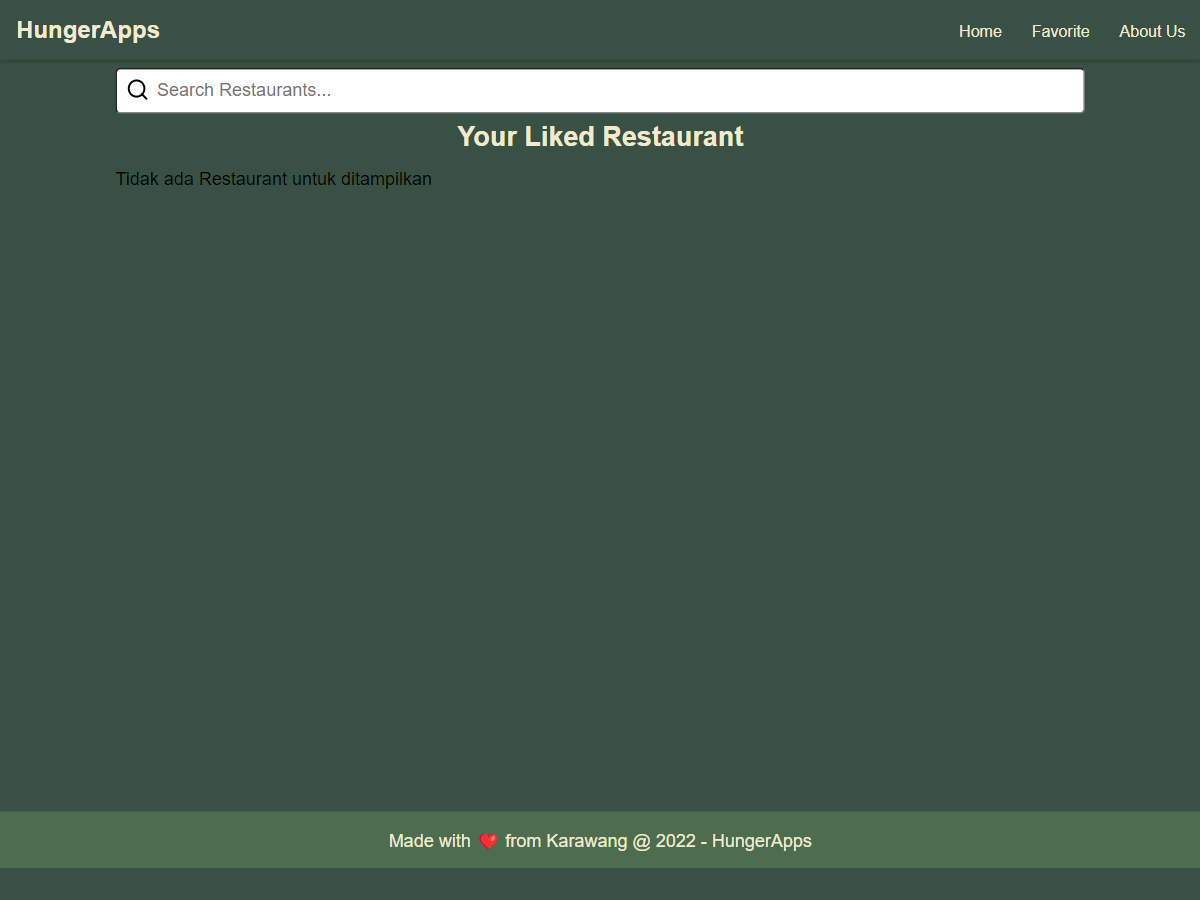 HungerApps
Home Favorite About Us
Search Restaurants...
Your Liked Restaurant
Tidak ada Restaurant untuk ditampilkan
Made with ❤️ from Karawang @ 2022 - HungerApps